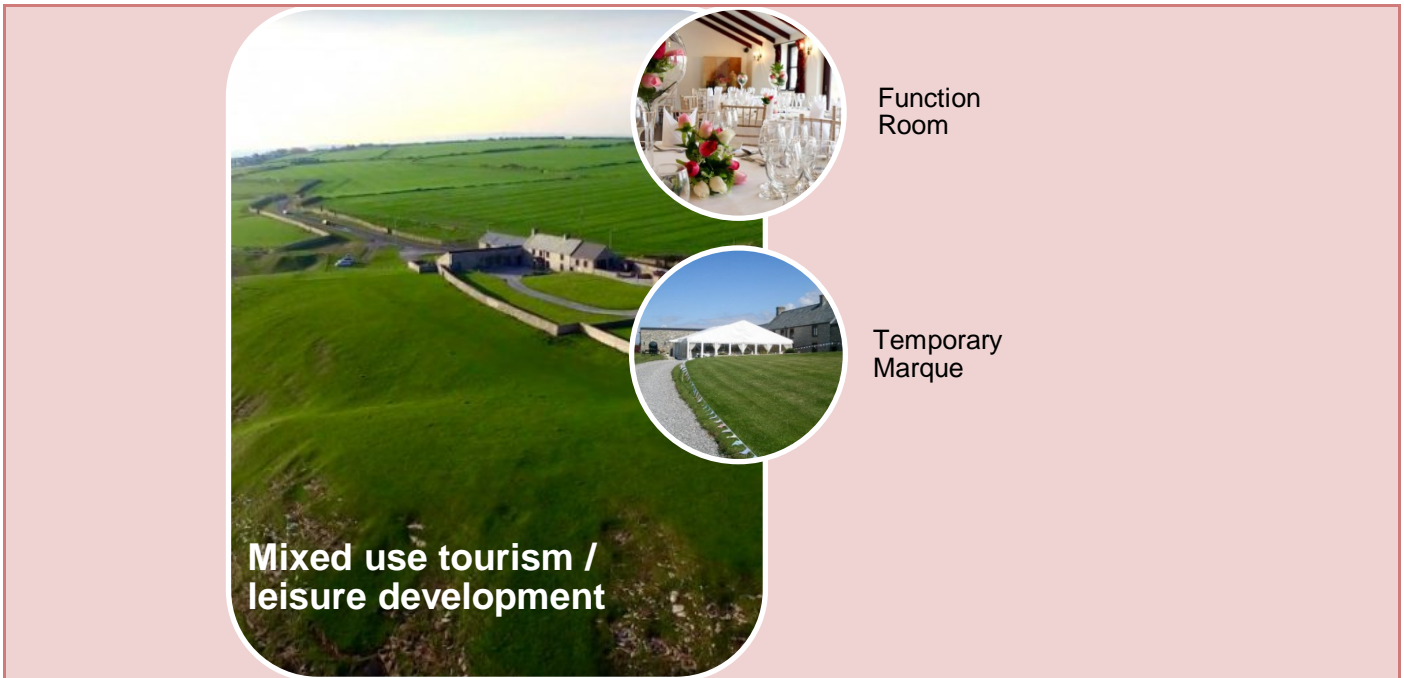 Function
Room
Temporary
Marque
Mixed use tourism /
leisure development